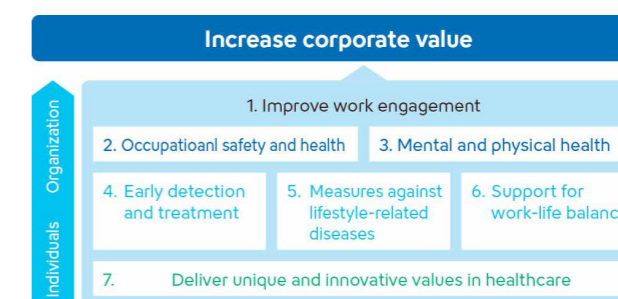 Increase corporate value
1. Improve work engagement
2. Occupatioanl safety and health
3. Mental and physical health
4. Early detection
and treatment
5. Measures against
lifestyle-related
diseases
6. Support for
work-life balanc
7. Deliver unique and innovative values in healthcare
Organization
Individuals